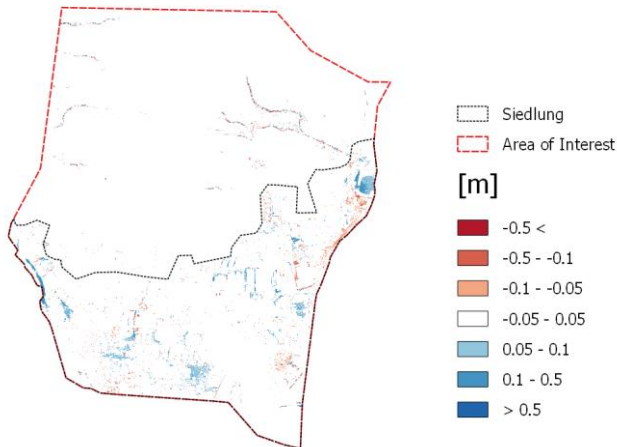 Siedlung
Area of Interest
[m]
-0.5 <
-0.5 - -0.1
-0.1 - -0.05
-0.05 - 0.05
0.05 - 0.1
0.1 - 0.5
> 0.5